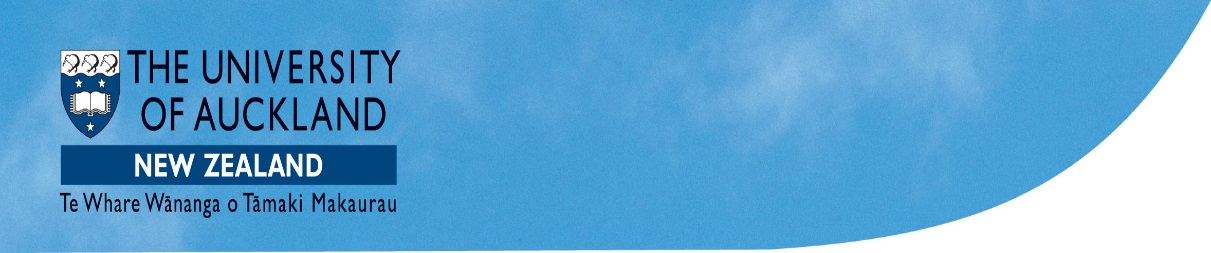 THE UNIVERSITY
OF AUCKLAND
NEW ZEALAND
Te Whare Wānanga o Tāmaki Makaurau